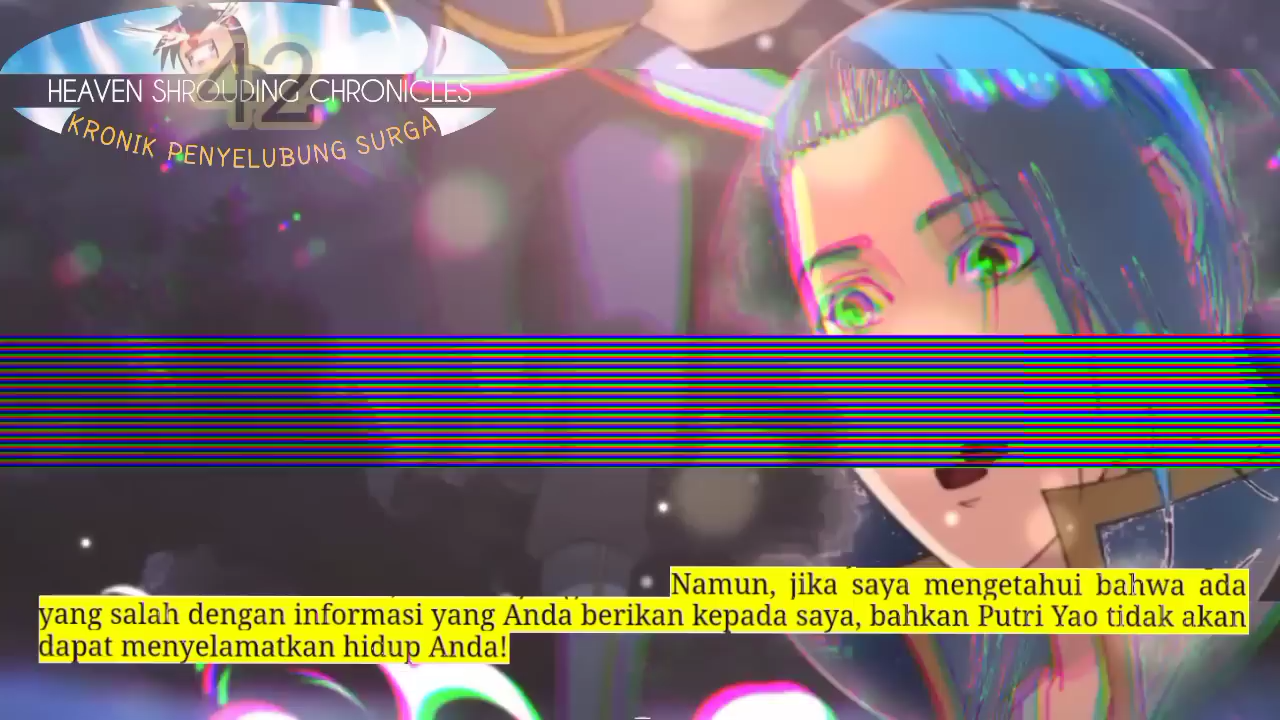 HEAVEN SHROUDING CHRONICLES
KRONIK PENYELUBUNG SURGA
Namun, jika saya mengetahui bahwa ada
yang salah dengan informasi yang Anda berikan kepada saya, bahkan Putri Yao tidak akan
dapat menyelamatkan hidup Anda!